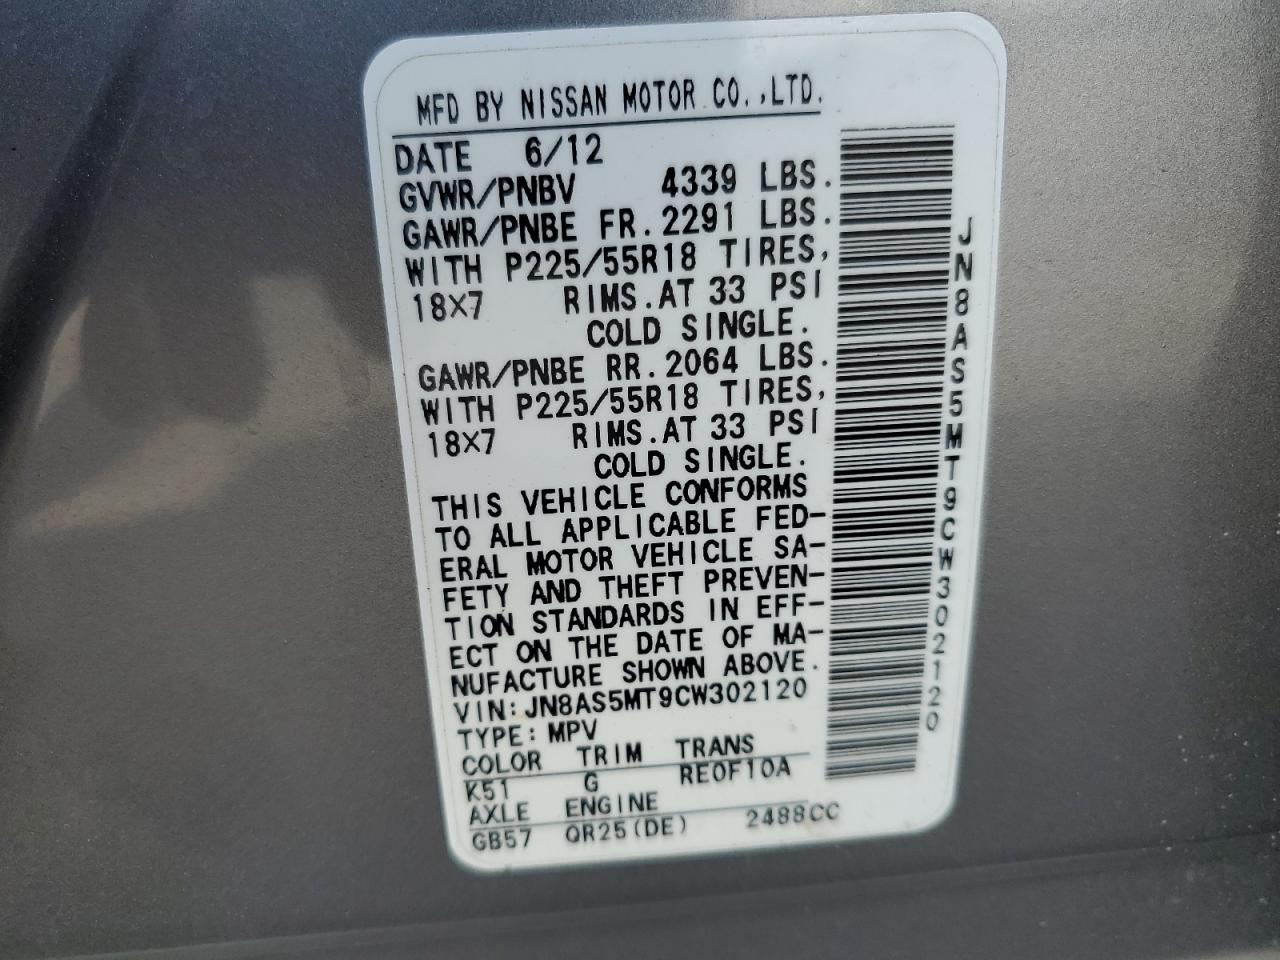 MFD BY NISSAN MOTOR CO.,LTD.
DATE 6/12
GVWR/PNBV 4339 LBS.
GAWR/PNBE FR.2291 LBS.
WITH P225/55R18 TIRES,
18X7 RIMS.AT 33 PSI
COLD SINGLE.
GAWR/PNBE RR.2064 LBS.
WITH P225/55R18 TIRES,
18X7 RIMS.AT 33 PSI
COLD SINGLE.
THIS VEHICLE CONFORMS
TO ALL APPLICABLE FED-
ERAL MOTOR VEHICLE SA-
FETY AND THEFT PREVEN-
TION STANDARDS IN EFF-
ECT ON THE DATE OF MA-
NUFACTURE SHOWN ABOVE.
VIN:JN8AS5MT9CW302120
TYPE:MPV
COLOR TRIM TRANS
K51 G RE0F10A
AXLE ENGINE
GB57 QR25(DE) 2488CC
JN8AS5MT9CW302120